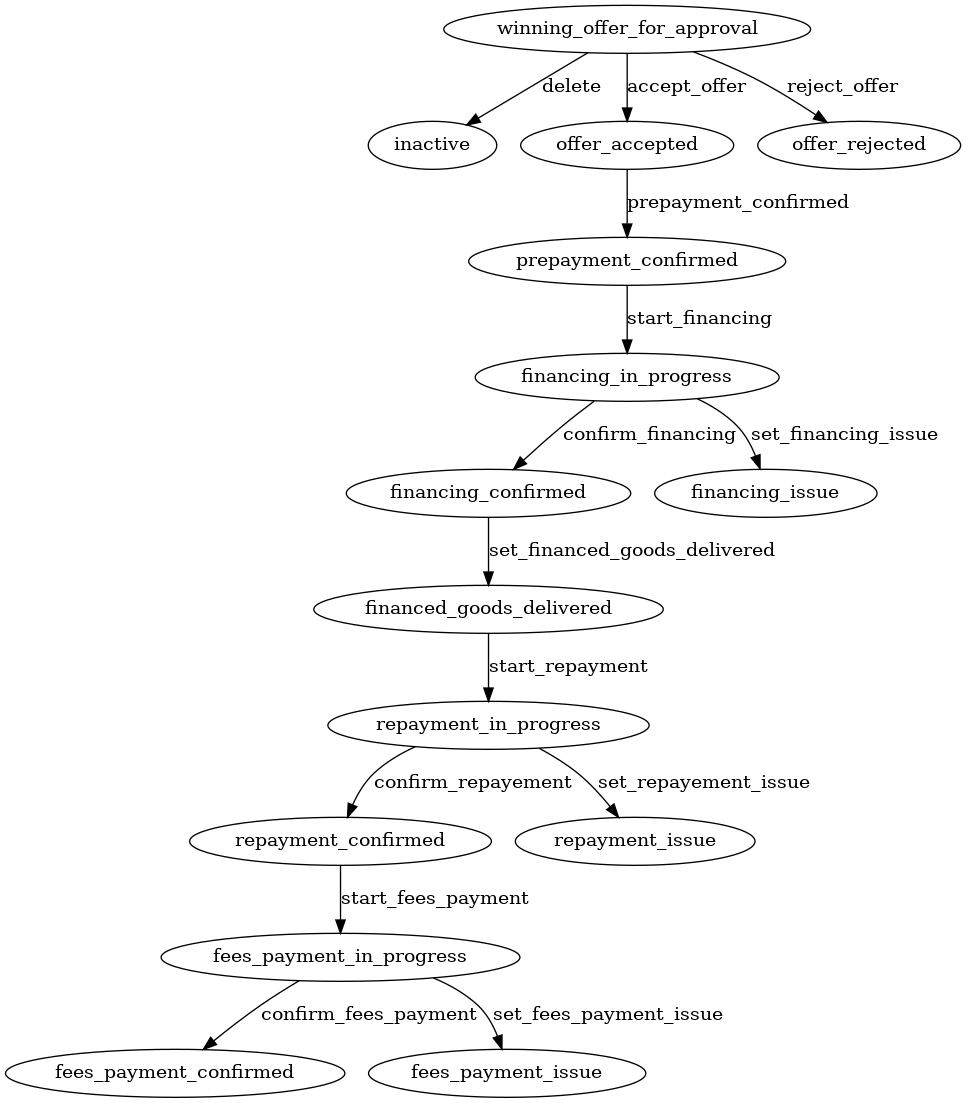 winning_offer_for_approval
delete
accept_offer
reject_offer
inactive
offer_accepted
offer_rejected
prepayment_confirmed
prepayment_confirmed
start_financing
financing_in_progress
confirm_financing
set_financing_issue
financing_confirmed
financing_issue
set_financed_goods_delivered
financed_goods_delivered
start_repayment
repayment_in_progress
confirm_repayement
set_repayement_issue
repayment_confirmed
repayment_issue
start_fees_payment
fees_payment_in_progress
confirm_fees_payment
set_fees_payment_issue
fees_payment_confirmed
fees_payment_issue